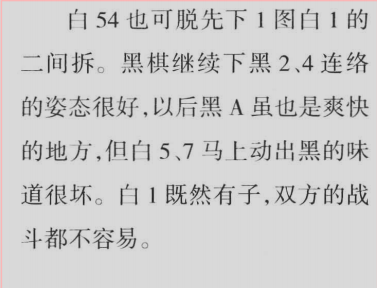 白 54 也可脱先下 1 图白 1 的
二间拆。黑棋继续下黑 2、4 连络
的姿态很好,以后黑 A 虽也是爽快
的地方,但白 5、7 马上动出黑的味
道很坏。白 1 既然有子,双方的战
斗都不容易。